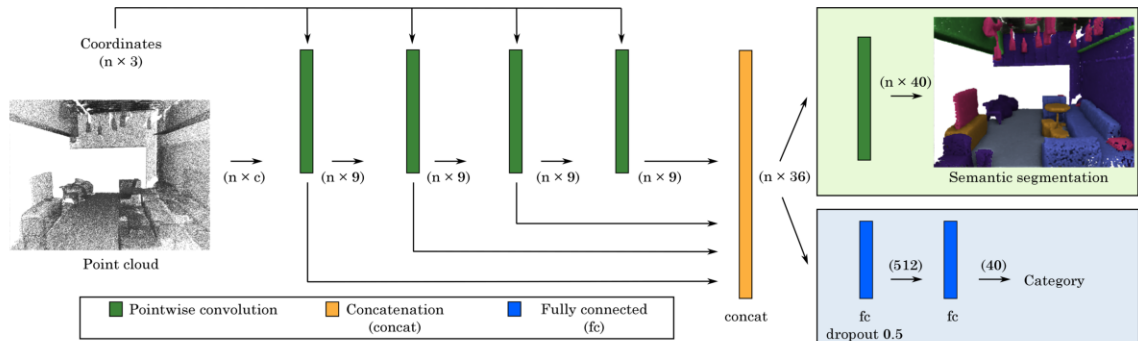 Coordinates
(n × 3)
Point cloud
(n × c)
(n × 9)
(n × 9)
(n × 9)
(n × 9)
(n × 36)
concat
(n × 40)
Semantic segmentation
(512)
(40)
Category
fc
fc
dropout 0.5
Pointwise convolution
Concatenation
(concat)
Fully connected
(fc)